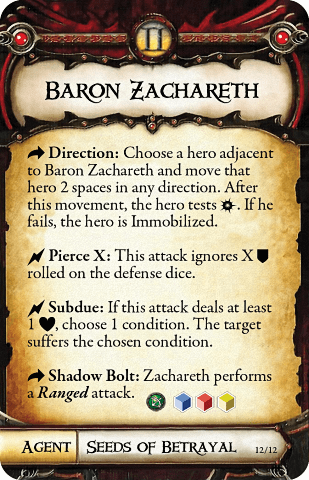 II
BARON ZACHARETH
Direction: Choose a hero adjacent
to Baron Zachareth and move that
hero 2 spaces in any direction. After
this movement, the hero tests . If he
fails, the hero is Immobilized.
Pierce X: This attack ignores X
rolled on the defense dice.
Subdue: If this attack deals at least
1 , choose 1 condition. The target
suffers the chosen condition.
Shadow Bolt: Zachareth performs
a Ranged attack.
AGENT SEEDS OF BETRAYAL 12/12